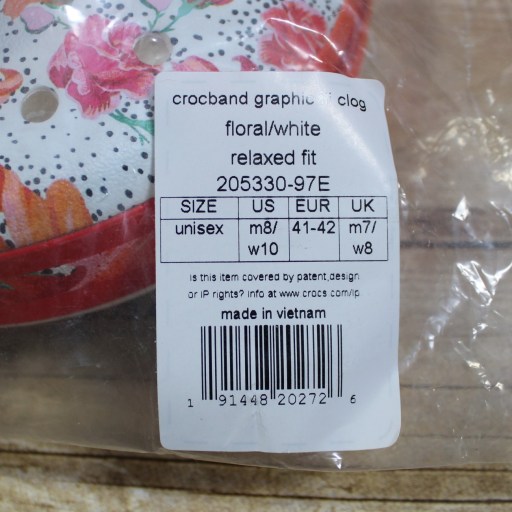 crocband graphic iii clog
floral/white
relaxed fit
205330-97E
SIZE US EUR UK
unisex m8/ 41-42 m7/
w10 w8
Is this item covered by patent,design
or IP rights? Info at www crocs com/ip
made in vietnam
1 91448 20272 6